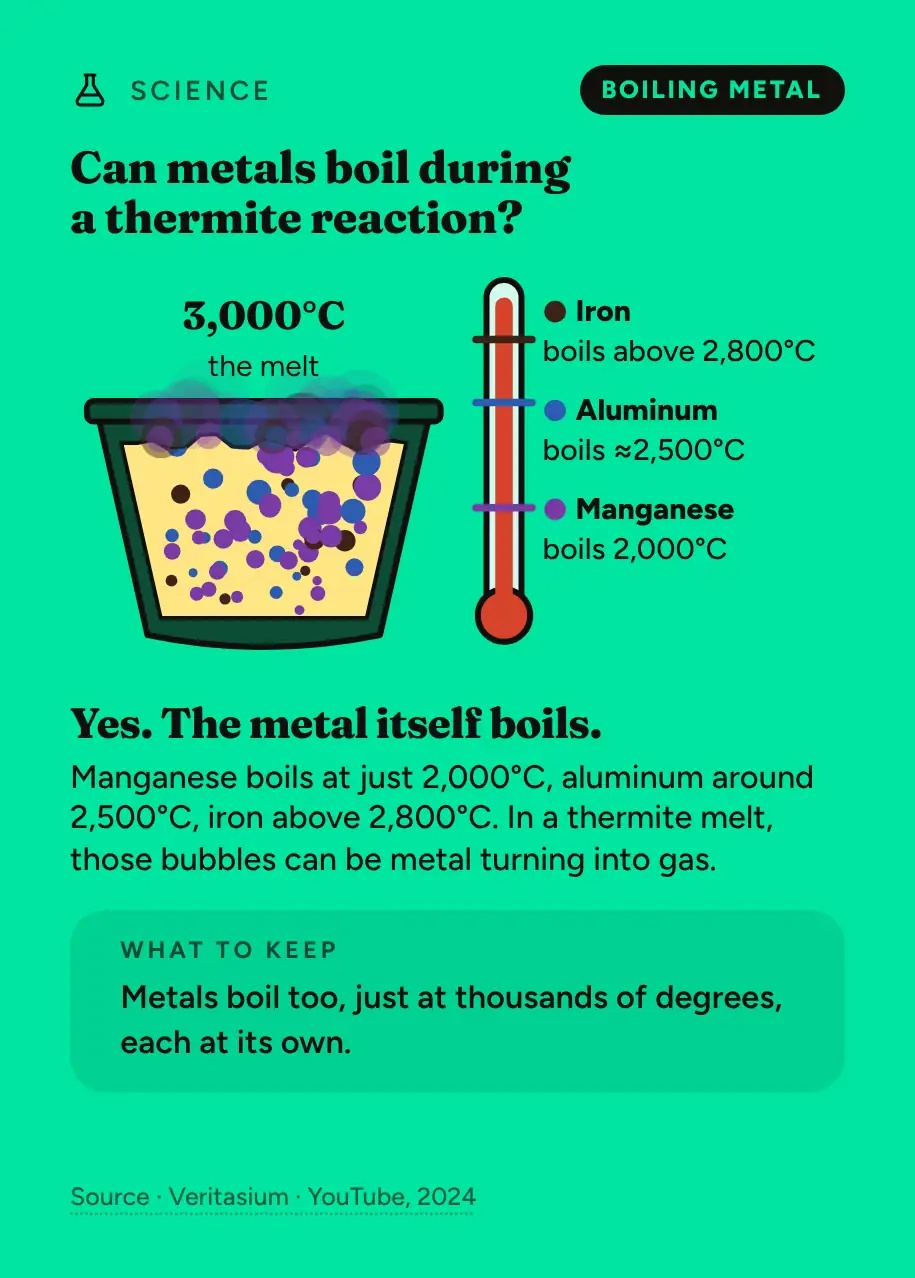 SCIENCE
BOILING METAL
Can metals boil during
a thermite reaction?
3,000°C
the melt
Iron
boils above 2,800°C
Aluminum
boils ≈2,500°C
Manganese
boils 2,000°C
Yes. The metal itself boils.
Manganese boils at just 2,000°C, aluminum around
2,500°C, iron above 2,800°C. In a thermite melt,
those bubbles can be metal turning into gas.
WHAT TO KEEP
Metals boil too, just at thousands of degrees,
each at its own.
Source · Veritasium · YouTube, 2024